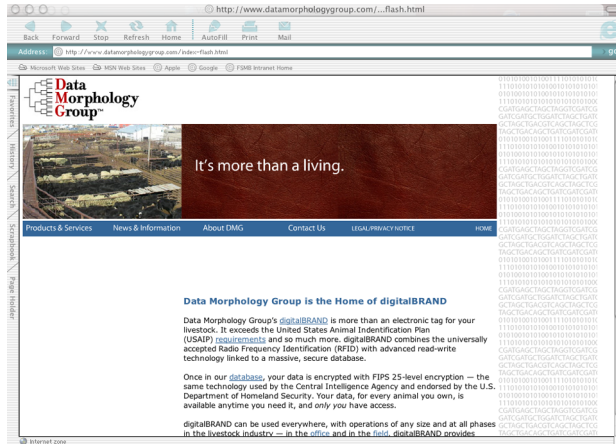 http://www.datamorphologygroup.com/...flash.html
Back Forward Stop Refresh Home AutoFill Print Mail
Address: http://www.datamorphologygroup.com/index-flash.html go
Microsoft Web Sites MSN Web Sites Apple Google FSMB Intranet Home
Favorites
History
Search
Scrapbook
Page Holder
Data
Morphology
Group™
It's more than a living.
Products & Services News & Information About DMG Contact Us LEGAL/PRIVACY NOTICE HOME
Data Morphology Group is the Home of digitalBRAND
Data Morphology Group's digitalBRAND is more than an electronic tag for your
livestock. It exceeds the United States Animal Indentification Plan
(USAIP) requirements and so much more. digitalBRAND combines the universally
accepted Radio Frequency Identification (RFID) with advanced read-write
technology linked to a massive, secure database.
Once in our database, your data is encrypted with FIPS 25-level encryption — the
same technology used by the Central Intelligence Agency and endorsed by the U.S.
Department of Homeland Security. Your data, for every animal you own, is
available anytime you need it, and only you have access.
digitalBRAND can be used everywhere, with operations of any size and at all phases
in the livestock industry — in the office and in the field. digitalBRAND provides
Internet zone